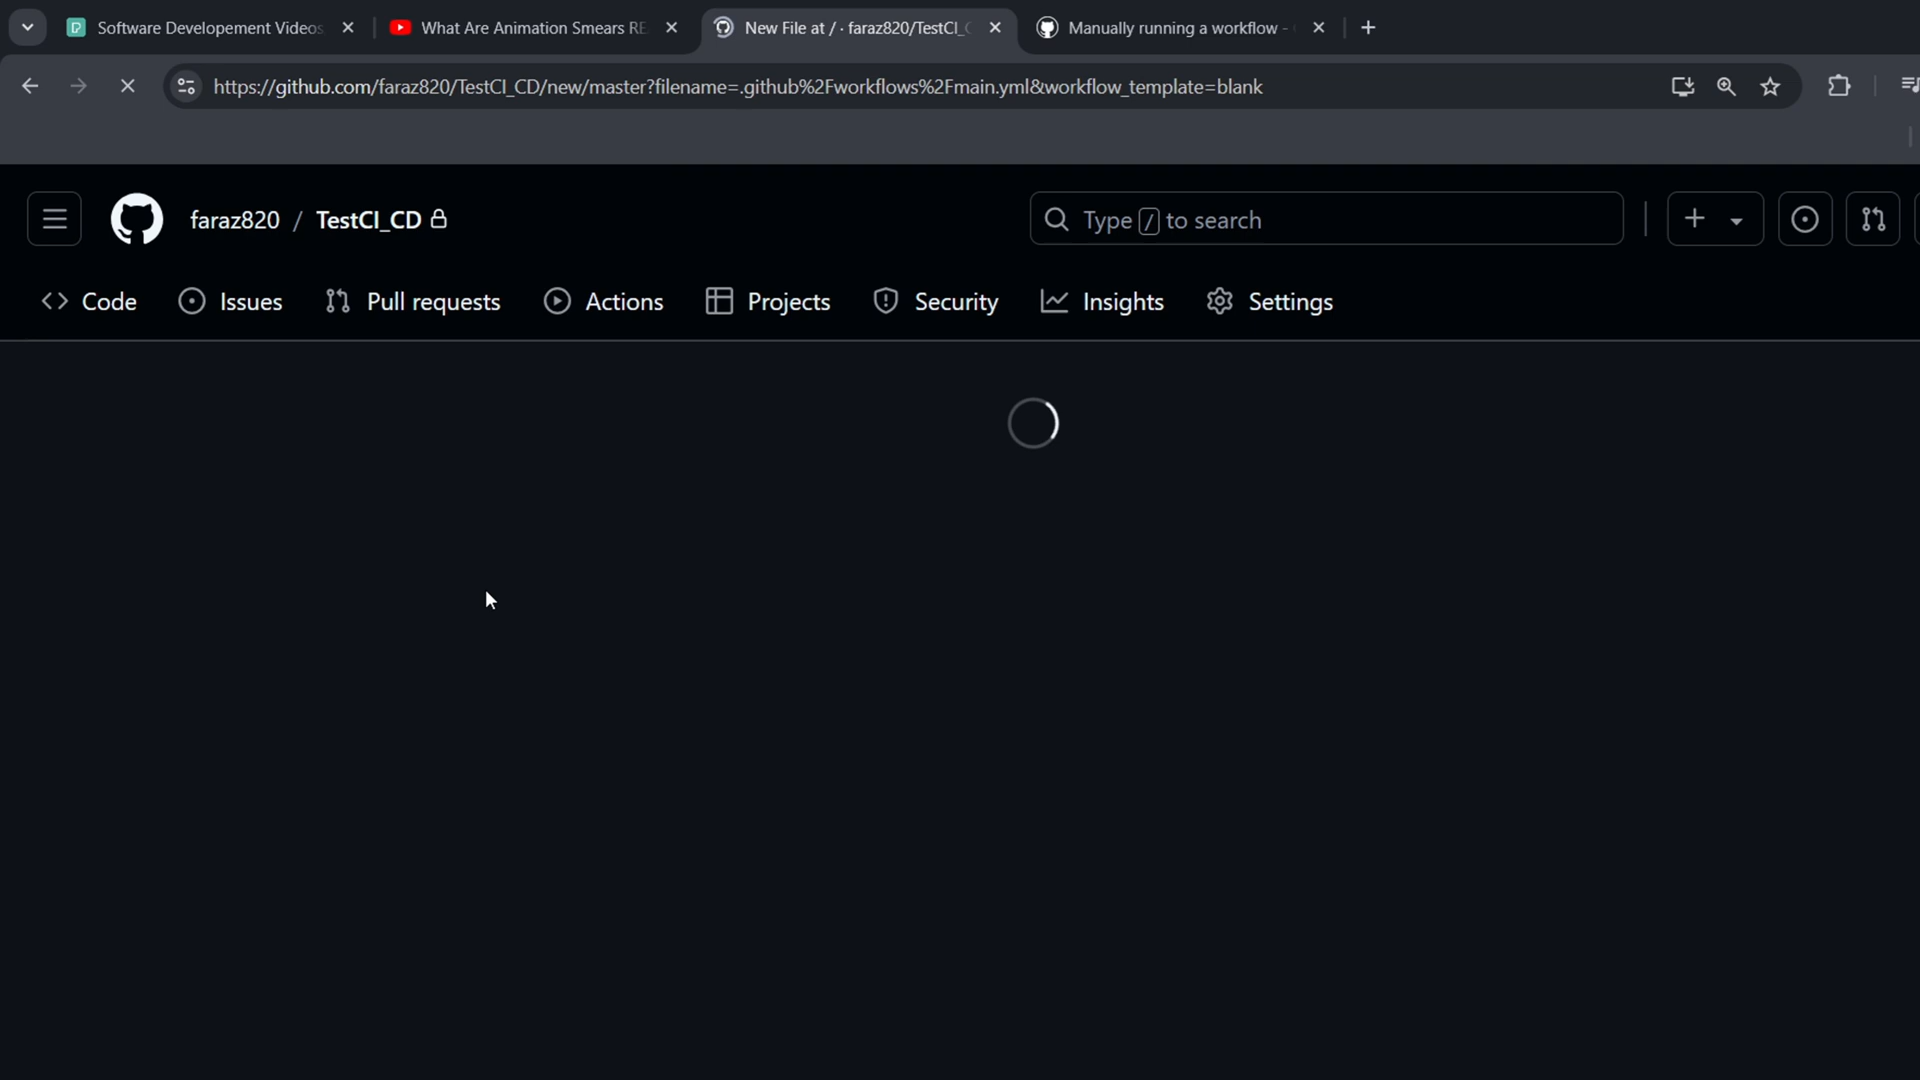 Software Developement Videos
What Are Animation Smears RE
New File at / · faraz820/TestCI_C
Manually running a workflow -
https://github.com/faraz820/TestCI_CD/new/master?filename=.github%2Fworkflows%2Fmain.yml&workflow_template=blank
faraz820 / TestCI_CD
Type / to search
Code
Issues
Pull requests
Actions
Projects
Security
Insights
Settings